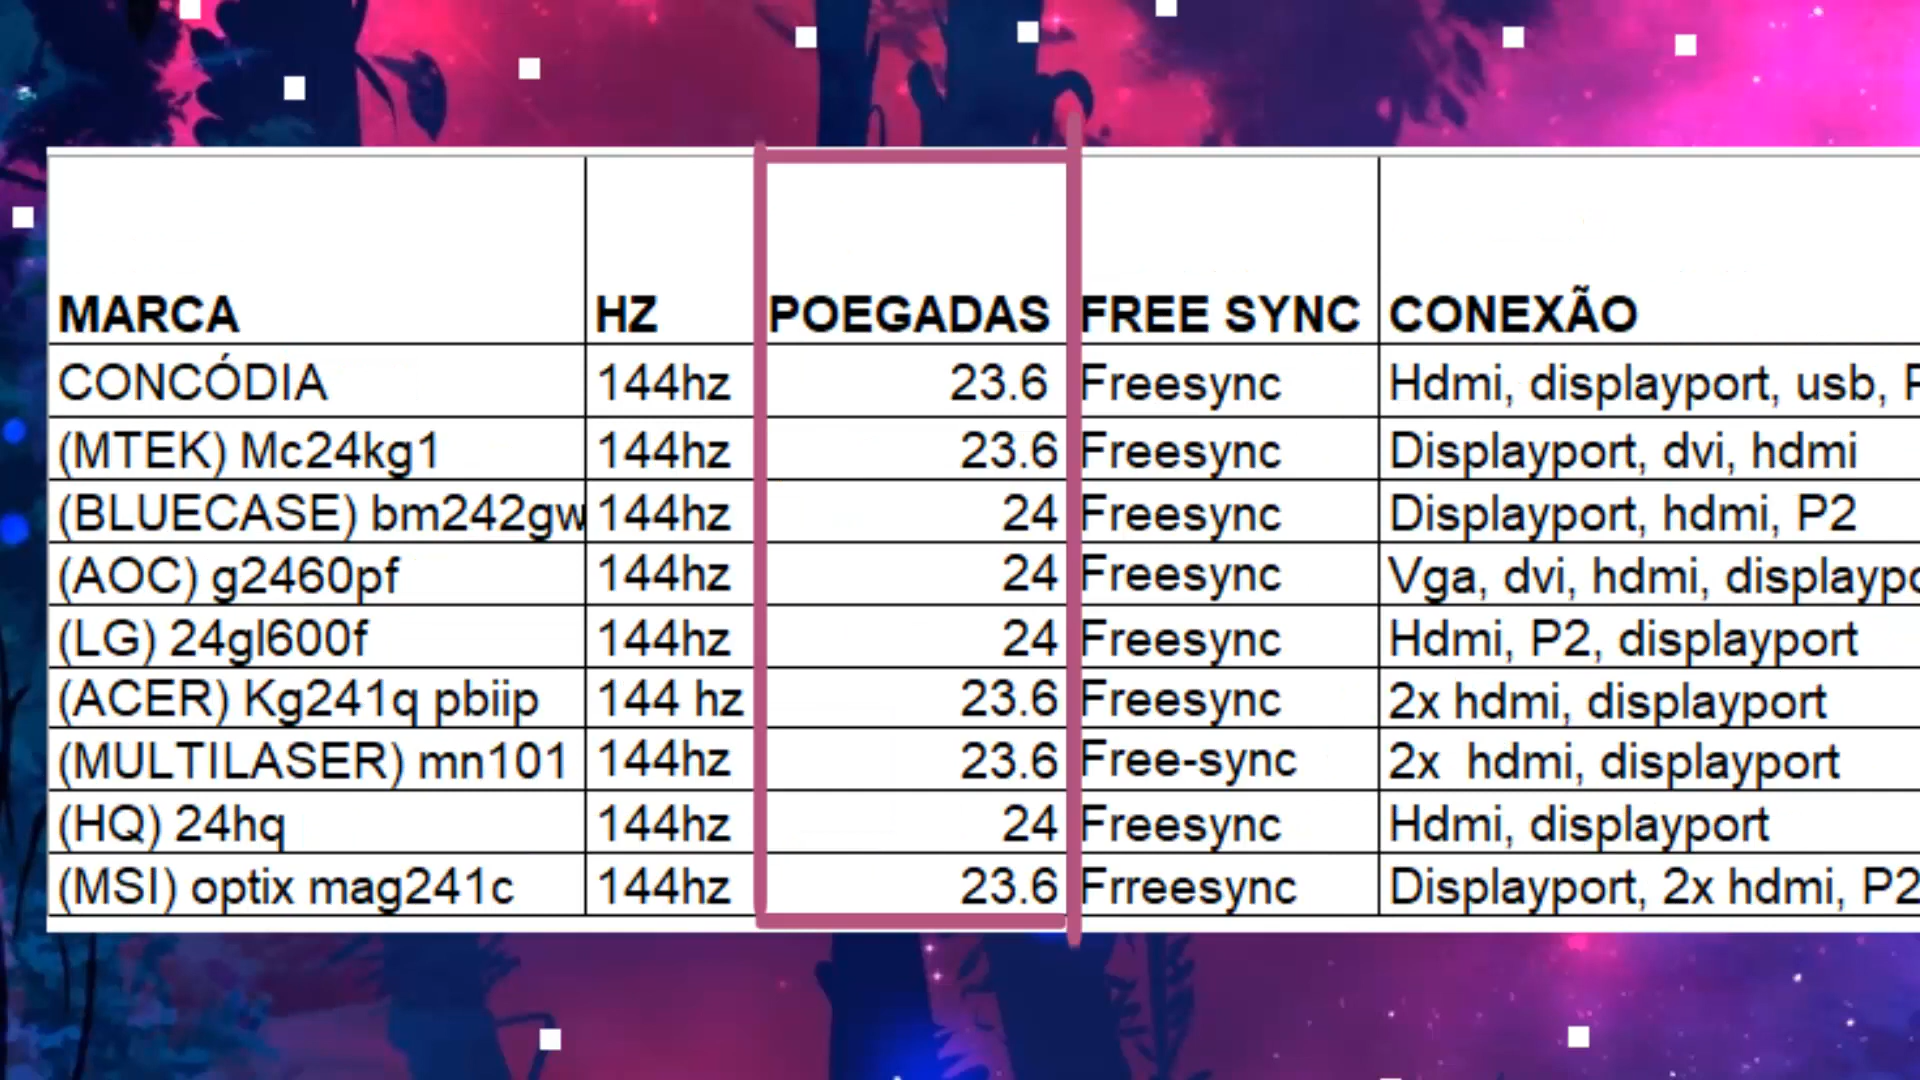 MARCA HZ POEGADAS FREE SYNC CONEXÃO
CONCÓDIA 144hz 23.6 Freesync Hdmi, displayport, usb,
(MTEK) Mc24kg1 144hz 23.6 Freesync Displayport, dvi, hdmi
(BLUECASE) bm242gw 144hz 24 Freesync Displayport, hdmi, P2
(AOC) g2460pf 144hz 24 Freesync Vga, dvi, hdmi, displaypo
(LG) 24gl600f 144hz 24 Freesync Hdmi, P2, displayport
(ACER) Kg241q pbiip 144 hz 23.6 Freesync 2x hdmi, displayport
(MULTILASER) mn101 144hz 23.6 Free-sync 2x hdmi, displayport
(HQ) 24hq 144hz 24 Freesync Hdmi, displayport
(MSI) optix mag241c 144hz 23.6 Frreesync Displayport, 2x hdmi, P2